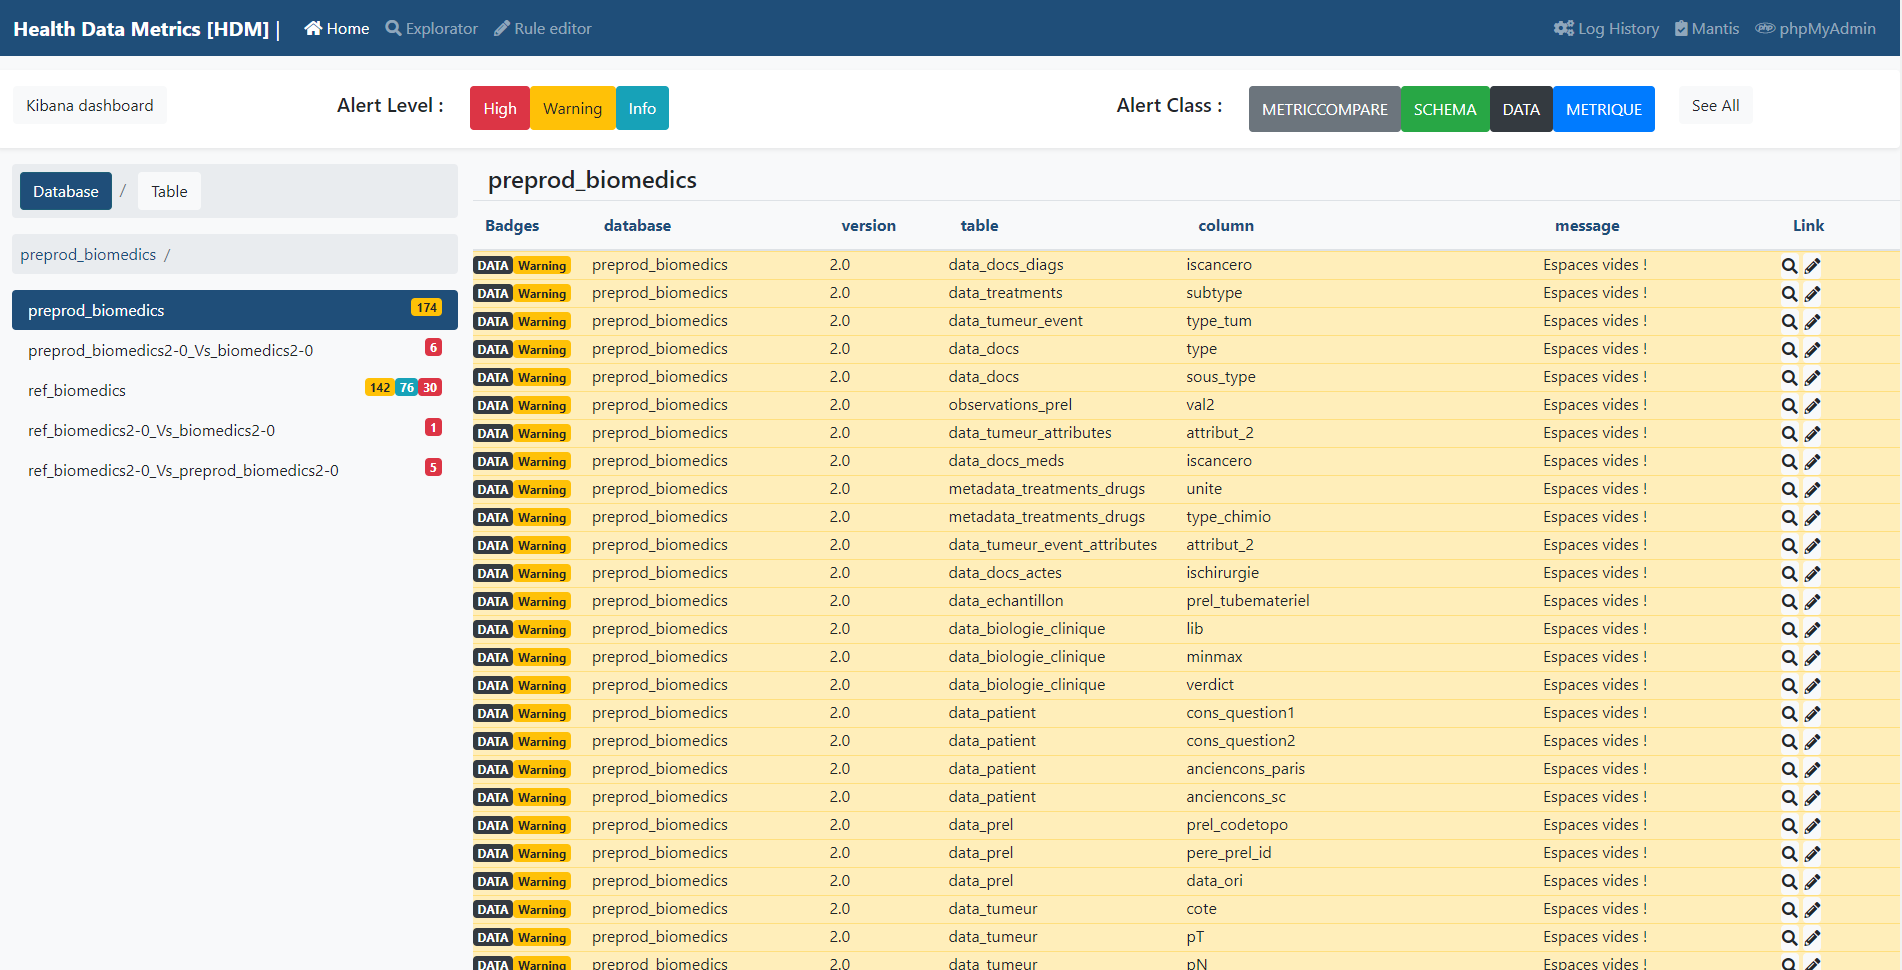 Health Data Metrics [HDM] | Home Explorator Rule editor Log History Mantis phpMyAdmin
Kibana dashboard Alert Level : High Warning Info Alert Class : METRICCOMPARE SCHEMA DATA METRIQUE See All
Database / Table
preprod_biomedics /
preprod_biomedics 174
preprod_biomedics2-0_Vs_biomedics2-0 6
ref_biomedics 142 76 30
ref_biomedics2-0_Vs_biomedics2-0 1
ref_biomedics2-0_Vs_preprod_biomedics2-0 5
preprod_biomedics
Badges database version table column message Link
DATA Warning preprod_biomedics 2.0 data_docs_diags iscancero Espaces vides !
DATA Warning preprod_biomedics 2.0 data_treatments subtype Espaces vides !
DATA Warning preprod_biomedics 2.0 data_tumeur_event type_tum Espaces vides !
DATA Warning preprod_biomedics 2.0 data_docs type Espaces vides !
DATA Warning preprod_biomedics 2.0 data_docs sous_type Espaces vides !
DATA Warning preprod_biomedics 2.0 observations_prel val2 Espaces vides !
DATA Warning preprod_biomedics 2.0 data_tumeur_attributes attribut_2 Espaces vides !
DATA Warning preprod_biomedics 2.0 data_docs_meds iscancero Espaces vides !
DATA Warning preprod_biomedics 2.0 metadata_treatments_drugs unite Espaces vides !
DATA Warning preprod_biomedics 2.0 metadata_treatments_drugs type_chimio Espaces vides !
DATA Warning preprod_biomedics 2.0 data_tumeur_event_attributes attribut_2 Espaces vides !
DATA Warning preprod_biomedics 2.0 data_docs_actes ischirurgie Espaces vides !
DATA Warning preprod_biomedics 2.0 data_echantillon prel_tubemateriel Espaces vides !
DATA Warning preprod_biomedics 2.0 data_biologie_clinique lib Espaces vides !
DATA Warning preprod_biomedics 2.0 data_biologie_clinique minmax Espaces vides !
DATA Warning preprod_biomedics 2.0 data_biologie_clinique verdict Espaces vides !
DATA Warning preprod_biomedics 2.0 data_patient cons_question1 Espaces vides !
DATA Warning preprod_biomedics 2.0 data_patient cons_question2 Espaces vides !
DATA Warning preprod_biomedics 2.0 data_patient anciencons_paris Espaces vides !
DATA Warning preprod_biomedics 2.0 data_patient anciencons_sc Espaces vides !
DATA Warning preprod_biomedics 2.0 data_prel prel_codetopo Espaces vides !
DATA Warning preprod_biomedics 2.0 data_prel pere_prel_id Espaces vides !
DATA Warning preprod_biomedics 2.0 data_prel data_ori Espaces vides !
DATA Warning preprod_biomedics 2.0 data_tumeur cote Espaces vides !
DATA Warning preprod_biomedics 2.0 data_tumeur pT Espaces vides !
DATA Warning preprod_biomedics 2.0 data_tumeur pN Espaces vides !